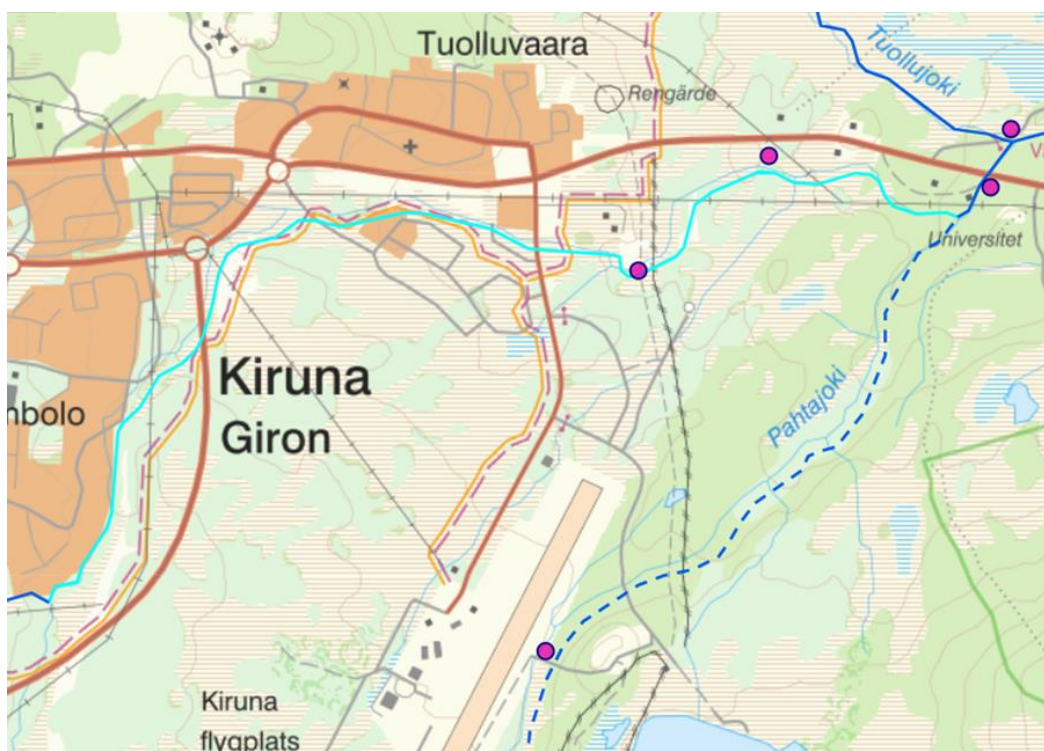 Tuolluvaara
Tuollujoki
Rengärde
Universitet
Kiruna
Giron
nbolo
Pahtajoki
Kiruna
flygplats